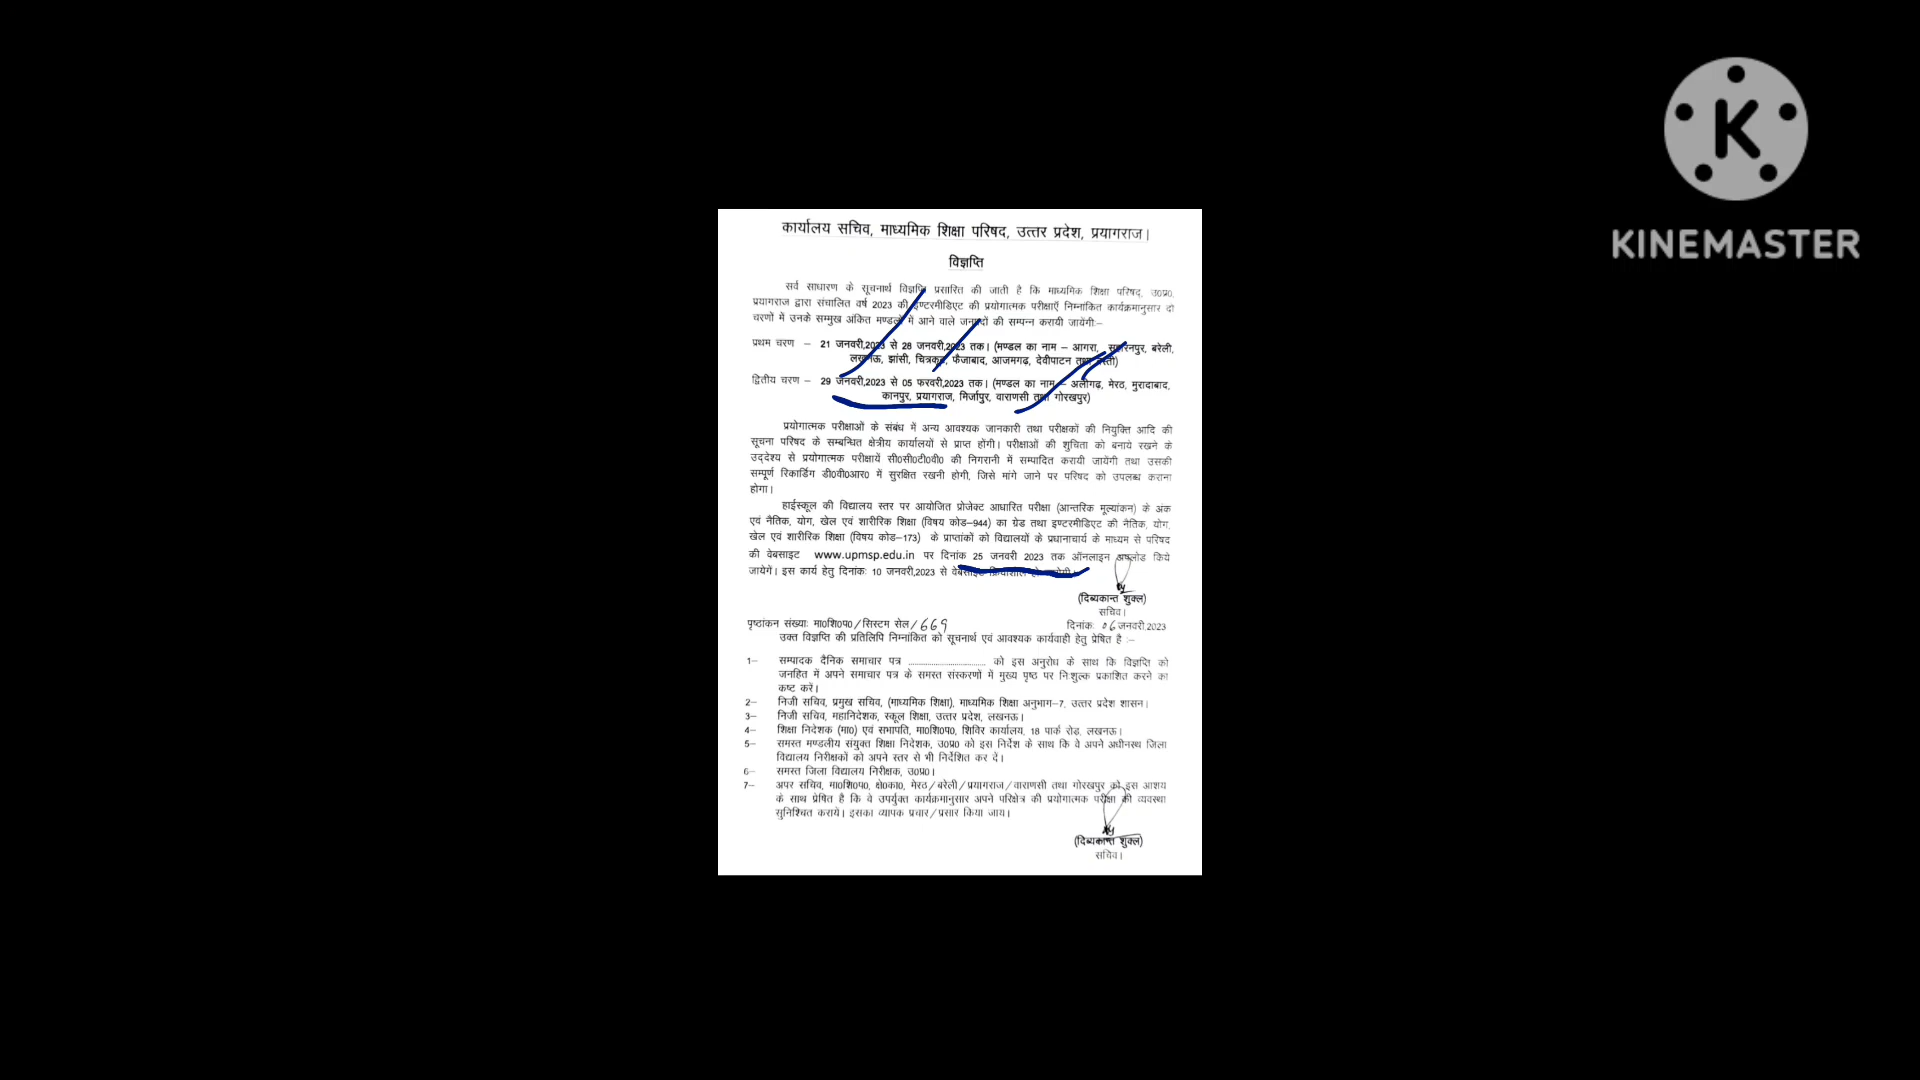 कार्यालय सचिव, माध्यमिक शिक्षा परिषद, उत्तर प्रदेश, प्रयागराज।
विज्ञप्ति
सर्व साधारण के सूचनार्थ विज्ञप्ति प्रसारित की जाती है कि माध्यमिक शिक्षा परिषद्, उ0प्र0,
प्रयागराज द्वारा संचालित वर्ष 2023 की इण्टरमीडिएट की प्रयोगात्मक परीक्षाएँ निम्नांकित कार्यक्रमानुसार दो
चरणों में उनके सम्मुख अंकित मण्डलों में आने वाले जनपदों की सम्पन्न करायी जायेंगी:–
प्रथम चरण – 21 जनवरी,2023 से 28 जनवरी,2023 तक। (मण्डल का नाम – आगरा, सहारनपुर, बरेली,
लखनऊ, झांसी, चित्रकूट, फैजाबाद, आजमगढ़, देवीपाटन तथा बस्ती)
द्वितीय चरण – 29 जनवरी,2023 से 05 फरवरी,2023 तक। (मण्डल का नाम – अलीगढ़, मेरठ, मुरादाबाद,
कानपुर, प्रयागराज, मिर्जापुर, वाराणसी तथा गोरखपुर)
प्रयोगात्मक परीक्षाओं के संबंध में अन्य आवश्यक जानकारी तथा परीक्षकों की नियुक्ति आदि की
सूचना परिषद के सम्बन्धित क्षेत्रीय कार्यालयों से प्राप्त होंगी। परीक्षाओं की शुचिता को बनाये रखने के
उद्देश्य से प्रयोगात्मक परीक्षायें सी0सी0टी0वी0 की निगरानी में सम्पादित करायी जायेंगी तथा उसकी
सम्पूर्ण रिकार्डिंग डी0वी0आर0 में सुरक्षित रखनी होगी, जिसे मांगे जाने पर परिषद को उपलब्ध कराना
होगा।
हाईस्कूल की विद्यालय स्तर पर आयोजित प्रोजेक्ट आधारित परीक्षा (आन्तरिक मूल्यांकन) के अंक
एवं नैतिक, योग, खेल एवं शारीरिक शिक्षा (विषय कोड–944) का ग्रेड तथा इण्टरमीडिएट की नैतिक, योग,
खेल एवं शारीरिक शिक्षा (विषय कोड–173) के प्राप्तांकों को विद्यालयों के प्रधानाचार्य के माध्यम से परिषद
की वेबसाइट www.upmsp.edu.in पर दिनांक 25 जनवरी 2023 तक ऑनलाइन अपलोड किये
जायेगें। इस कार्य हेतु दिनांक: 10 जनवरी,2023 से वेबसाइट क्रियाशील हो जायेगी।
(दिब्यकान्त शुक्ल)
सचिव।
पृष्ठांकन संख्या: मा0शि0प0/सिस्टम सेल/669 दिनांक: 06 जनवरी,2023
उक्त विज्ञप्ति की प्रतिलिपि निम्नांकित को सूचनार्थ एवं आवश्यक कार्यवाही हेतु प्रेषित है :–
1– सम्पादक दैनिक समाचार पत्र ................................... को इस अनुरोध के साथ कि विज्ञप्ति को
जनहित में अपने समाचार पत्र के समस्त संस्करणों में मुख्य पृष्ठ पर नि:शुल्क प्रकाशित करने का
कष्ट करें।
2– निजी सचिव, प्रमुख सचिव, (माध्यमिक शिक्षा), माध्यमिक शिक्षा अनुभाग–7, उत्तर प्रदेश शासन।
3– निजी सचिव, महानिदेशक, स्कूल शिक्षा, उत्तर प्रदेश, लखनऊ।
4– शिक्षा निदेशक (मा0) एवं सभापति, मा0शि0प0, शिविर कार्यालय, 18 पार्क रोड, लखनऊ।
5– समस्त मण्डलीय संयुक्त शिक्षा निदेशक, उ0प्र0 को इस निर्देश के साथ कि वे अपने अधीनस्थ जिला
विद्यालय निरीक्षकों को अपने स्तर से भी निर्देशित कर दें।
6– समस्त जिला विद्यालय निरीक्षक, उ0प्र0।
7– अपर सचिव, मा0शि0प0, क्षे0का0, मेरठ/बरेली/प्रयागराज/वाराणसी तथा गोरखपुर को इस आशय
के साथ प्रेषित है कि वे उपर्युक्त कार्यक्रमानुसार अपने परिक्षेत्र की प्रयोगात्मक परीक्षा की व्यवस्था
सुनिश्चित करायें। इसका व्यापक प्रचार/प्रसार किया जाय।
(दिब्यकान्त शुक्ल)
सचिव।
K
KINEMASTER